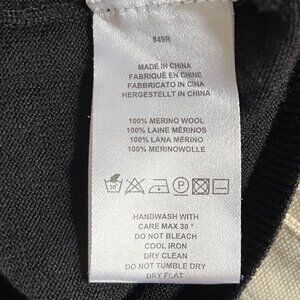 849R
MADE IN CHINA
FABRIQUÉ EN CHINE
FABBRICATO IN CINA
HERGESTELLT IN CHINA
100% MERINO WOOL
100% LAINE MÉRINOS
100% LANA MERINO
100% MERINOWOLLE
30 P
HANDWASH WITH
CARE MAX 30 °
DO NOT BLEACH
COOL IRON
DRY CLEAN
DO NOT TUMBLE DRY
DRY FLAT